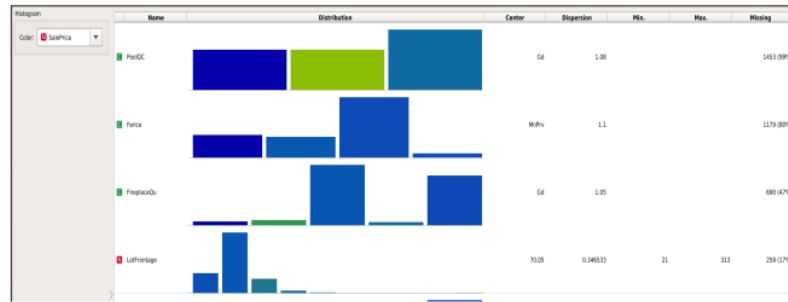 Histogram
Color: N SalePrice
Name Distribution Center Dispersion Min. Max. Missing
C PoolQC Gd 1.08 1453 (99%
C Fence MnPrv 1.1 1179 (80%
C FireplaceQu Gd 1.05 690 (47%
N LotFrontage 70.05 0.346533 21 313 259 (17%